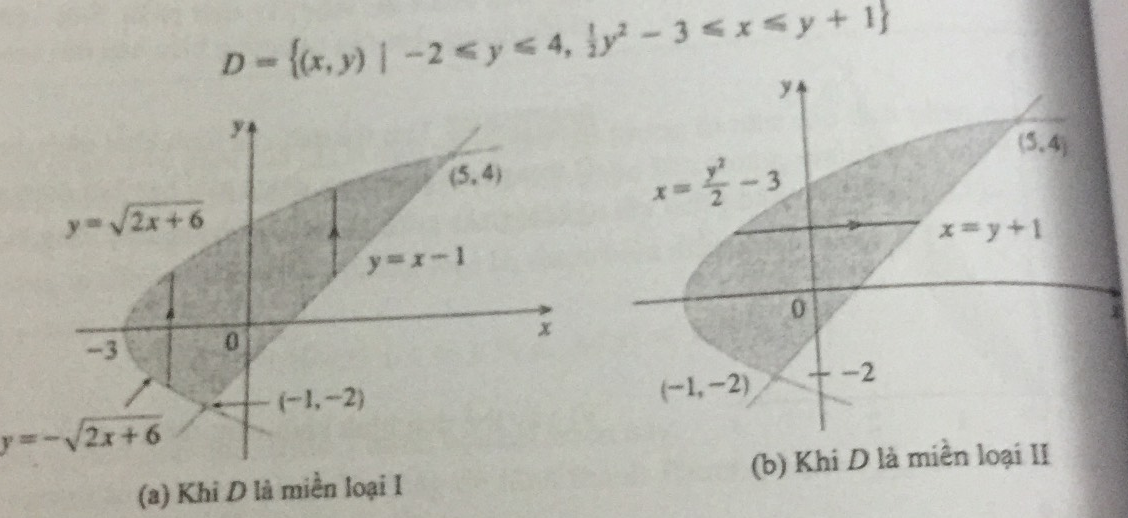 D = {(x, y) | −2 ⩽ y ⩽ 4, ½y² − 3 ⩽ x ⩽ y + 1}
y
(5, 4)
y = √(2x + 6)
y = x − 1
x
−3
0
(−1, −2)
y = −√(2x + 6)
(a) Khi D là miền loại I
y
(5, 4)
x = y²/2 − 3
x = y + 1
0
x
−2
(−1, −2)
(b) Khi D là miền loại II